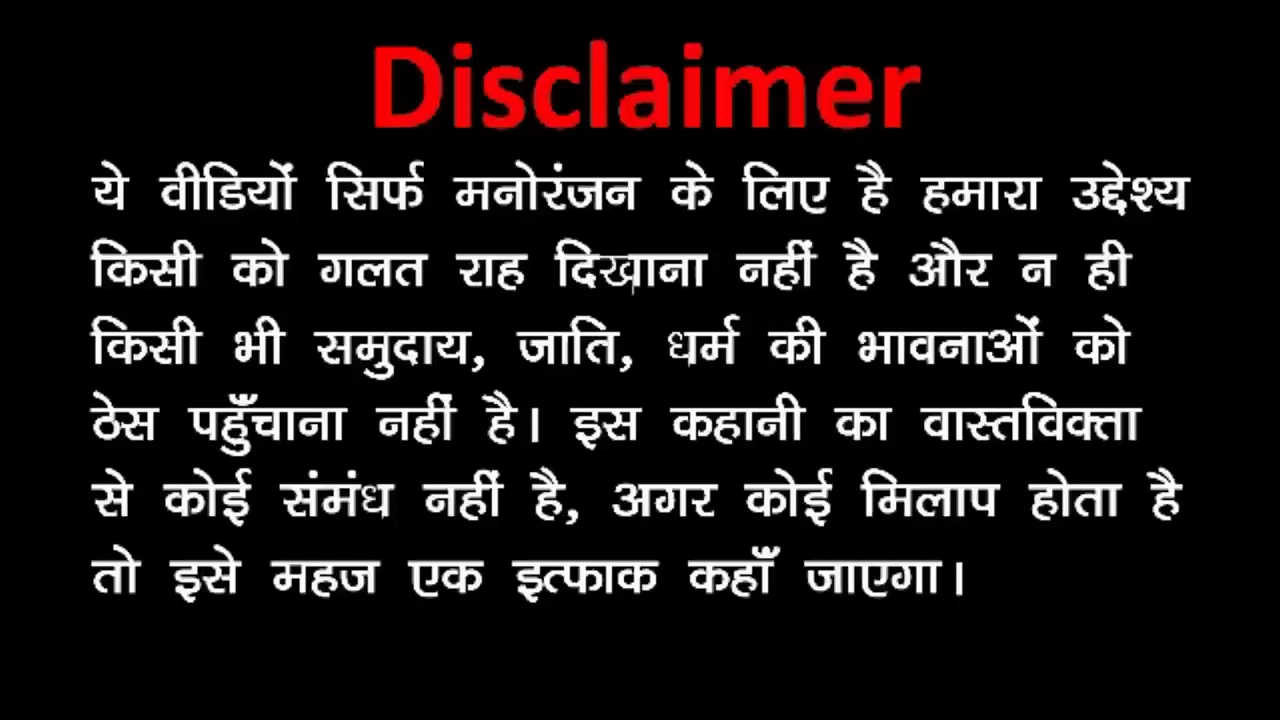 Disclaimer
ये वीडियों सिर्फ मनोरंजन के लिए है हमारा उद्देश्य
किसी को गलत राह दिखाना नहीं है और न ही
किसी भी समुदाय, जाति, धर्म की भावनाओं को
ठेस पहुँचाना नहीं है। इस कहानी का वास्तविक्ता
से कोई संमंध नहीं है, अगर कोई मिलाप होता है
तो इसे महज एक इत्फाक कहाँ जाएगा।